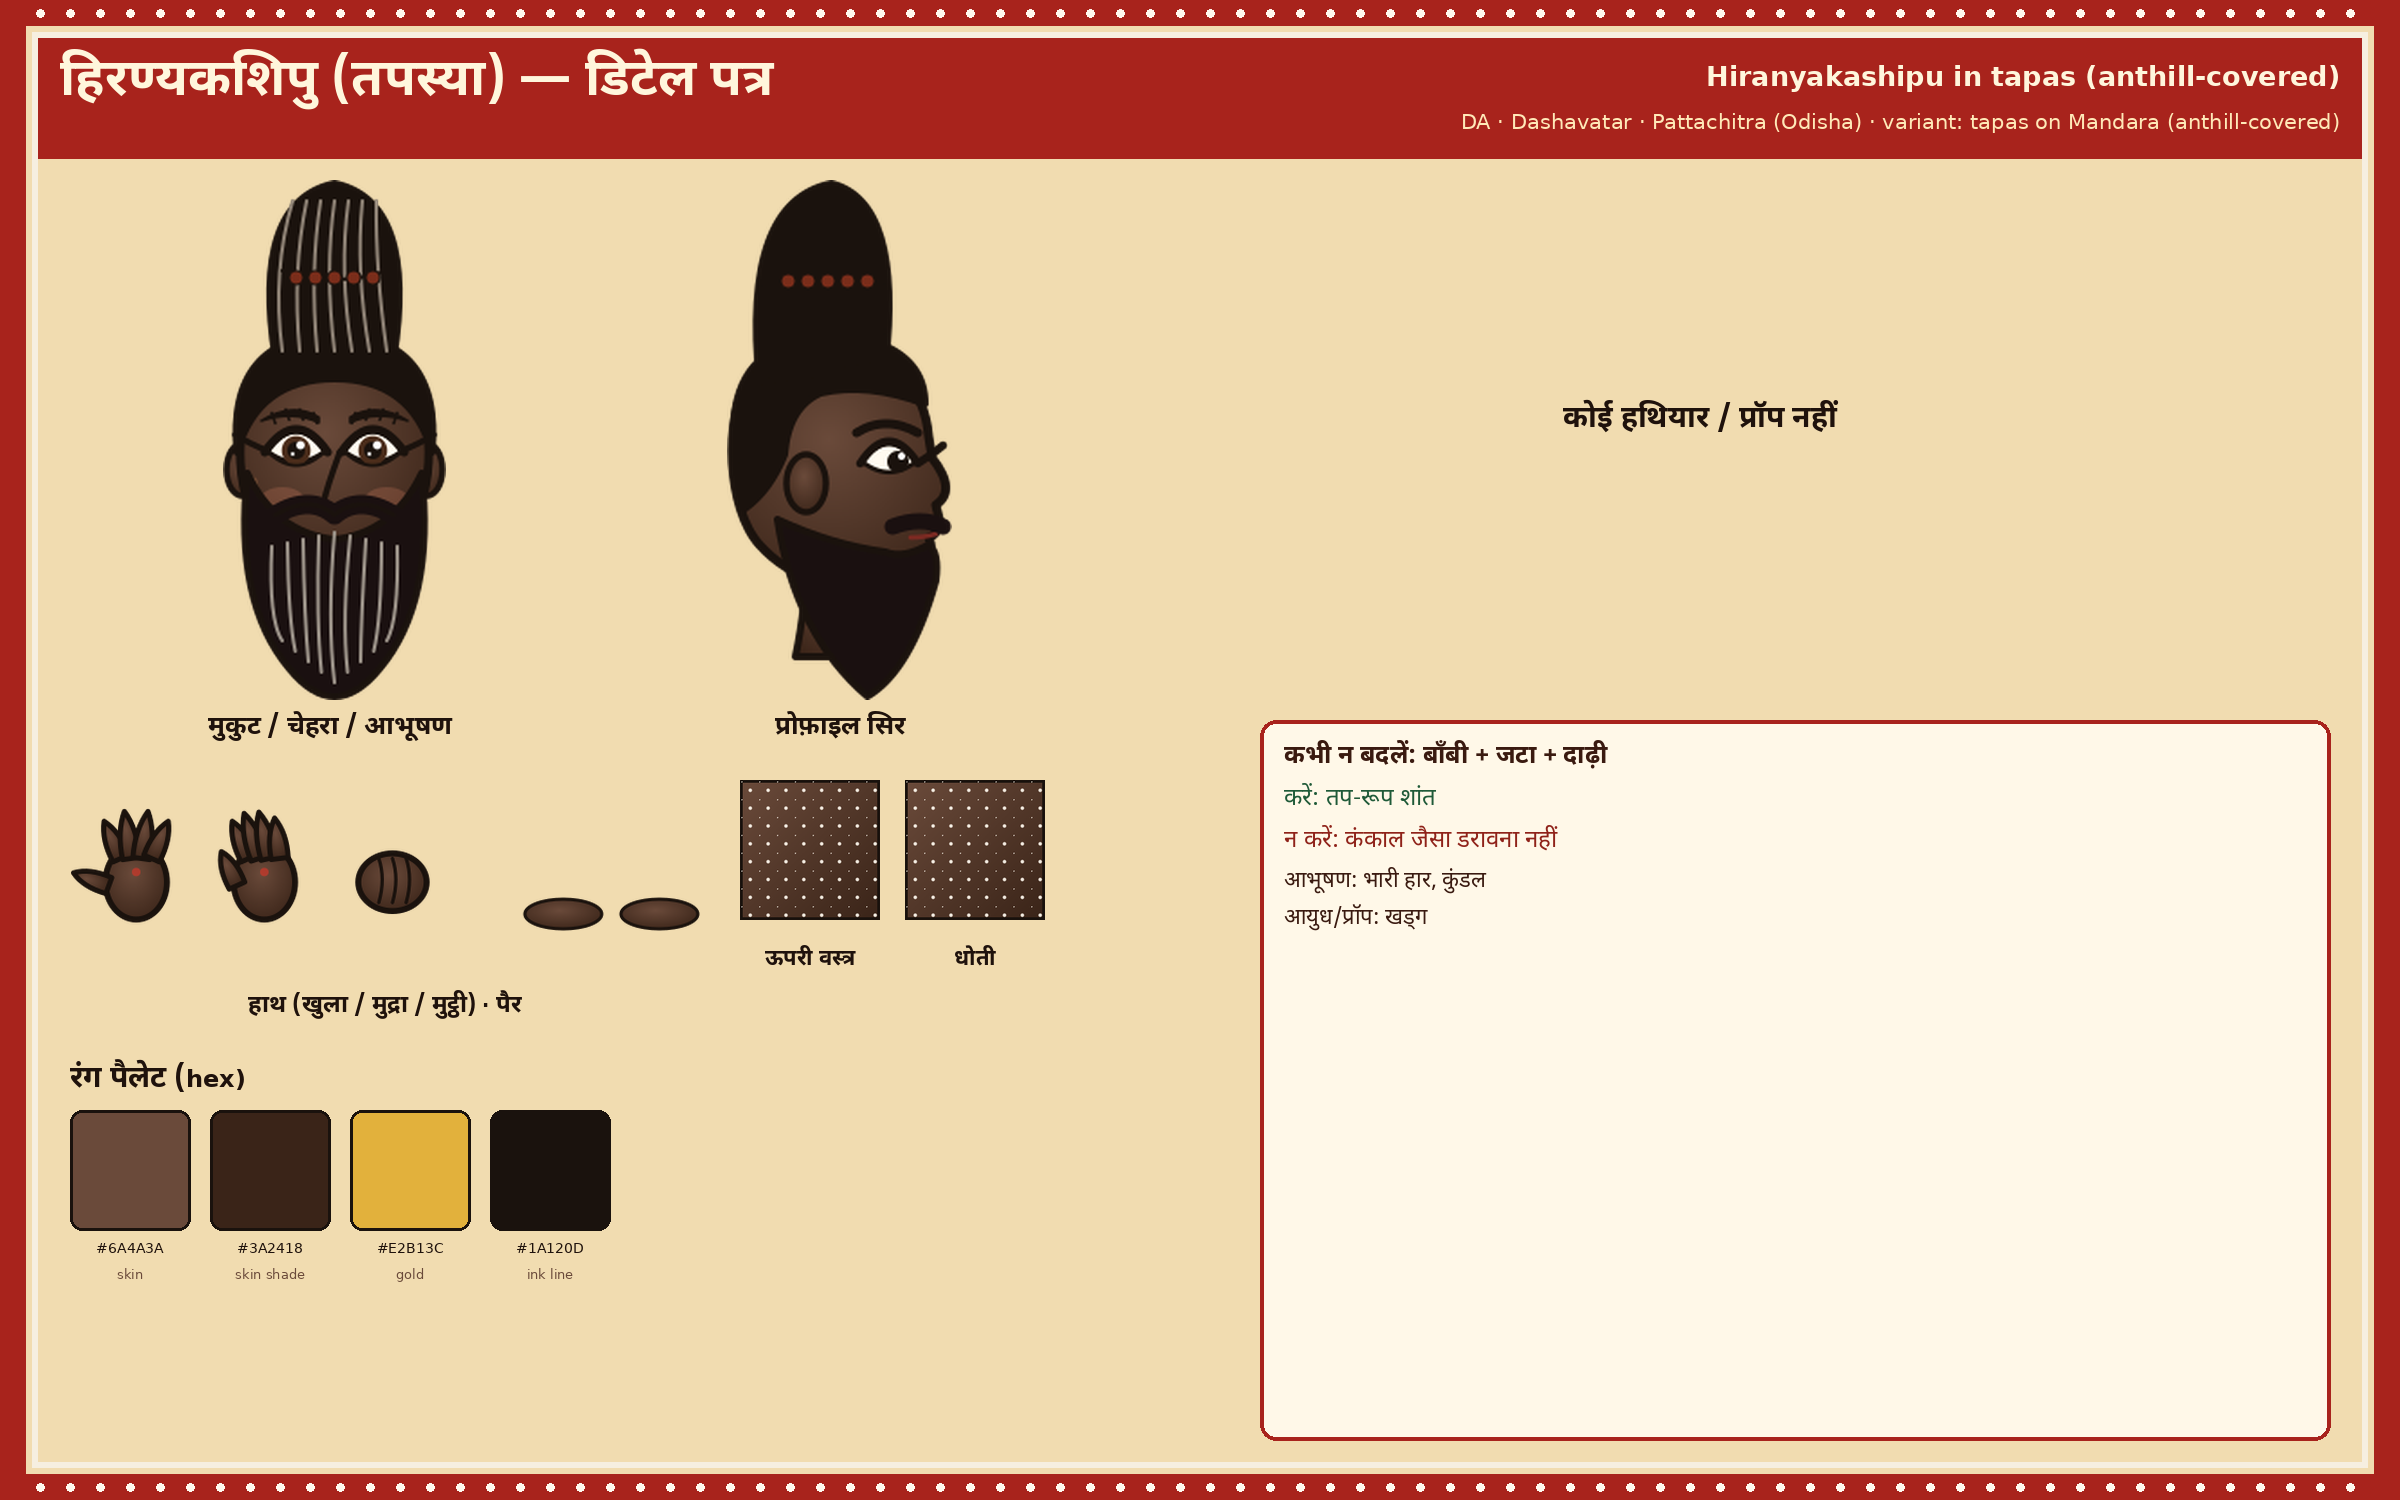 हिरण्यकशिपु (तपस्या) — डिटेल पत्र
Hiranyakashipu in tapas (anthill-covered)
DA · Dashavatar · Pattachitra (Odisha) · variant: tapas on Mandara (anthill-covered)
कोई हथियार / प्रॉप नहीं
मुकुट / चेहरा / आभूषण
प्रोफ़ाइल सिर
कभी न बदलें: बाँबी + जटा + दाढ़ी
करें: तप-रूप शांत
न करें: कंकाल जैसा डरावना नहीं
आभूषण: भारी हार, कुंडल
आयुध/प्रॉप: खड्ग
ऊपरी वस्त्र
धोती
हाथ (खुला / मुद्रा / मुट्ठी) · पैर
रंग पैलेट (hex)
#6A4A3A
#3A2418
#E2B13C
#1A120D
skin
skin shade
gold
ink line